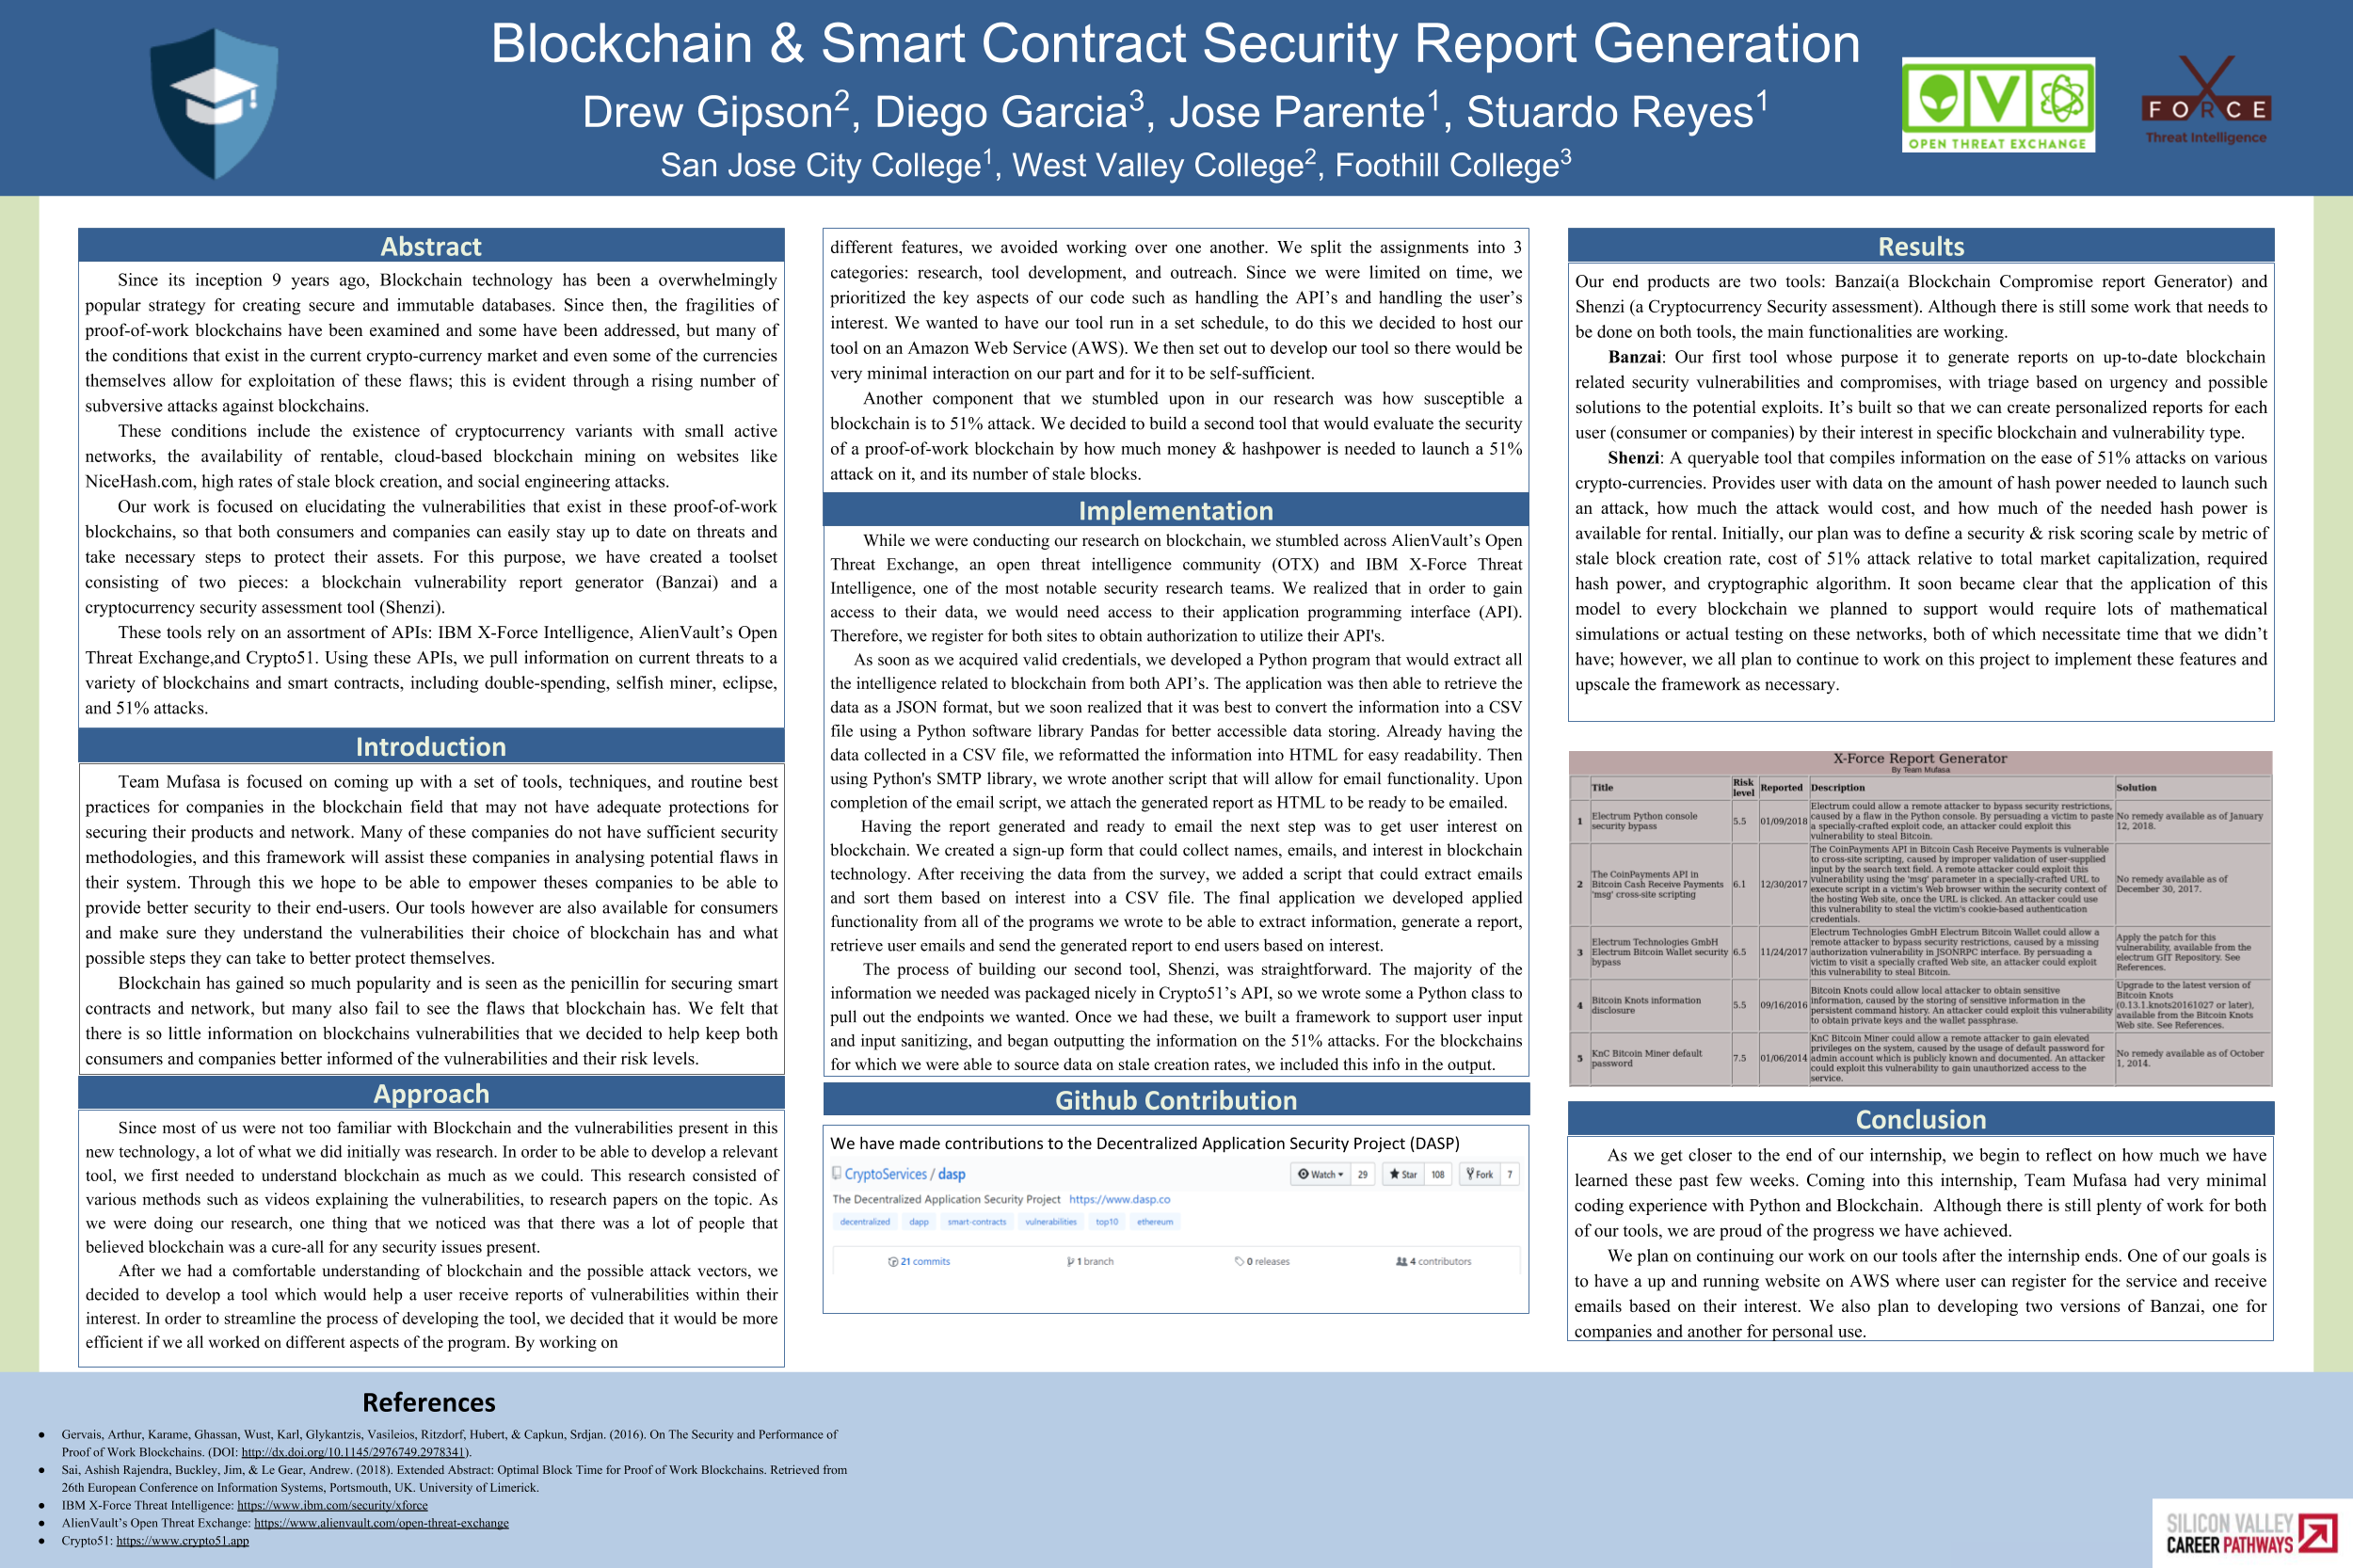 Blockchain & Smart Contract Security Report Generation
Drew Gipson2, Diego Garcia3, Jose Parente1, Stuardo Reyes1
San Jose City College1, West Valley College2, Foothill College3
OPEN THREAT EXCHANGE
X
FORCE
Threat Intelligence
Abstract
Since its inception 9 years ago, Blockchain technology has been a overwhelmingly
popular strategy for creating secure and immutable databases. Since then, the fragilities of
proof-of-work blockchains have been examined and some have been addressed, but many of
the conditions that exist in the current crypto-currency market and even some of the currencies
themselves allow for exploitation of these flaws; this is evident through a rising number of
subversive attacks against blockchains.
These conditions include the existence of cryptocurrency variants with small active
networks, the availability of rentable, cloud-based blockchain mining on websites like
NiceHash.com, high rates of stale block creation, and social engineering attacks.
Our work is focused on elucidating the vulnerabilities that exist in these proof-of-work
blockchains, so that both consumers and companies can easily stay up to date on threats and
take necessary steps to protect their assets. For this purpose, we have created a toolset
consisting of two pieces: a blockchain vulnerability report generator (Banzai) and a
cryptocurrency security assessment tool (Shenzi).
These tools rely on an assortment of APIs: IBM X-Force Intelligence, AlienVault's Open
Threat Exchange,and Crypto51. Using these APIs, we pull information on current threats to a
variety of blockchains and smart contracts, including double-spending, selfish miner, eclipse,
and 51% attacks.
Introduction
Team Mufasa is focused on coming up with a set of tools, techniques, and routine best
practices for companies in the blockchain field that may not have adequate protections for
securing their products and network. Many of these companies do not have sufficient security
methodologies, and this framework will assist these companies in analysing potential flaws in
their system. Through this we hope to be able to empower theses companies to be able to
provide better security to their end-users. Our tools however are also available for consumers
and make sure they understand the vulnerabilities their choice of blockchain has and what
possible steps they can take to better protect themselves.
Blockchain has gained so much popularity and is seen as the penicillin for securing smart
contracts and network, but many also fail to see the flaws that blockchain has. We felt that
there is so little information on blockchains vulnerabilities that we decided to help keep both
consumers and companies better informed of the vulnerabilities and their risk levels.
Approach
Since most of us were not too familiar with Blockchain and the vulnerabilities present in this
new technology, a lot of what we did initially was research. In order to be able to develop a relevant
tool, we first needed to understand blockchain as much as we could. This research consisted of
various methods such as videos explaining the vulnerabilities, to research papers on the topic. As
we were doing our research, one thing that we noticed was that there was a lot of people that
believed blockchain was a cure-all for any security issues present.
After we had a comfortable understanding of blockchain and the possible attack vectors, we
decided to develop a tool which would help a user receive reports of vulnerabilities within their
interest. In order to streamline the process of developing the tool, we decided that it would be more
efficient if we all worked on different aspects of the program. By working on
different features, we avoided working over one another. We split the assignments into 3
categories: research, tool development, and outreach. Since we were limited on time, we
prioritized the key aspects of our code such as handling the API's and handling the user's
interest. We wanted to have our tool run in a set schedule, to do this we decided to host our
tool on an Amazon Web Service (AWS). We then set out to develop our tool so there would be
very minimal interaction on our part and for it to be self-sufficient.
Another component that we stumbled upon in our research was how susceptible a
blockchain is to 51% attack. We decided to build a second tool that would evaluate the security
of a proof-of-work blockchain by how much money & hashpower is needed to launch a 51%
attack on it, and its number of stale blocks.
Implementation
While we were conducting our research on blockchain, we stumbled across AlienVault's Open
Threat Exchange, an open threat intelligence community (OTX) and IBM X-Force Threat
Intelligence, one of the most notable security research teams. We realized that in order to gain
access to their data, we would need access to their application programming interface (API).
Therefore, we register for both sites to obtain authorization to utilize their API's.
As soon as we acquired valid credentials, we developed a Python program that would extract all
the intelligence related to blockchain from both API's. The application was then able to retrieve the
data as a JSON format, but we soon realized that it was best to convert the information into a CSV
file using a Python software library Pandas for better accessible data storing. Already having the
data collected in a CSV file, we reformatted the information into HTML for easy readability. Then
using Python's SMTP library, we wrote another script that will allow for email functionality. Upon
completion of the email script, we attach the generated report as HTML to be ready to be emailed.
Having the report generated and ready to email the next step was to get user interest on
blockchain. We created a sign-up form that could collect names, emails, and interest in blockchain
technology. After receiving the data from the survey, we added a script that could extract emails
and sort them based on interest into a CSV file. The final application we developed applied
functionality from all of the programs we wrote to be able to extract information, generate a report,
retrieve user emails and send the generated report to end users based on interest.
The process of building our second tool, Shenzi, was straightforward. The majority of the
information we needed was packaged nicely in Crypto51's API, so we wrote some a Python class to
pull out the endpoints we wanted. Once we had these, we built a framework to support user input
and input sanitizing, and began outputting the information on the 51% attacks. For the blockchains
for which we were able to source data on stale creation rates, we included this info in the output.
Github Contribution
We have made contributions to the Decentralized Application Security Project (DASP)
CryptoServices / dasp
Watch 29 Star 108 Fork 7
The Decentralized Application Security Project https://www.dasp.co
decentralized dapp smart-contracts vulnerabilities top10 ethereum
21 commits 1 branch 0 releases 4 contributors
Results
Our end products are two tools: Banzai(a Blockchain Compromise report Generator) and
Shenzi (a Cryptocurrency Security assessment). Although there is still some work that needs to
be done on both tools, the main functionalities are working.
Banzai: Our first tool whose purpose it to generate reports on up-to-date blockchain
related security vulnerabilities and compromises, with triage based on urgency and possible
solutions to the potential exploits. It's built so that we can create personalized reports for each
user (consumer or companies) by their interest in specific blockchain and vulnerability type.
Shenzi: A queryable tool that compiles information on the ease of 51% attacks on various
crypto-currencies. Provides user with data on the amount of hash power needed to launch such
an attack, how much the attack would cost, and how much of the needed hash power is
available for rental. Initially, our plan was to define a security & risk scoring scale by metric of
stale block creation rate, cost of 51% attack relative to total market capitalization, required
hash power, and cryptographic algorithm. It soon became clear that the application of this
model to every blockchain we planned to support would require lots of mathematical
simulations or actual testing on these networks, both of which necessitate time that we didn't
have; however, we all plan to continue to work on this project to implement these features and
upscale the framework as necessary.
X-Force Report Generator
By Team Mufasa
Title Risk level Reported Description Solution
1 Electrum Python console security bypass 5.5 01/09/2018 Electrum could allow a remote attacker to bypass security restrictions, caused by a flaw in the Python console. By persuading a victim to paste a specially-crafted exploit code, an attacker could exploit this vulnerability to steal Bitcoin. No remedy available as of January 12, 2018.
2 The CoinPayments API in Bitcoin Cash Receive Payments 'msg' cross-site scripting 6.1 12/30/2017 The CoinPayments API in Bitcoin Cash Receive Payments is vulnerable to cross-site scripting, caused by improper validation of user-supplied input by the search text field. A remote attacker could exploit this vulnerability using the 'msg' parameter in a specially-crafted URL to execute script in a victim's Web browser within the security context of the hosting Web site, once the URL is clicked. An attacker could use this vulnerability to steal the victim's cookie-based authentication credentials. No remedy available as of December 30, 2017.
3 Electrum Technologies GmbH Electrum Bitcoin Wallet security bypass 6.5 11/24/2017 Electrum Technologies GmbH Electrum Bitcoin Wallet could allow a remote attacker to bypass security restrictions, caused by a missing authorization vulnerability in JSONRPC interface. By persuading a victim to visit a specially crafted Web site, an attacker could exploit this vulnerability to steal Bitcoin. Apply the patch for this vulnerability, available from the electrum GIT Repository. See References.
4 Bitcoin Knots information disclosure 5.5 09/16/2016 Bitcoin Knots could allow local attacker to obtain sensitive information, caused by the storing of sensitive information in the persistent command history. An attacker could exploit this vulnerability to obtain private keys and the wallet passphrase. Upgrade to the latest version of Bitcoin Knots (0.13.1.knots20161027 or later), available from the Bitcoin Knots Web site. See References.
5 KnC Bitcoin Miner default password 7.5 01/06/2014 KnC Bitcoin Miner could allow a remote attacker to gain elevated privileges on the system, caused by the usage of default password for admin account which is publicly known and documented. An attacker could exploit this vulnerability to gain unauthorized access to the service. No remedy available as of October 1, 2014.
Conclusion
As we get closer to the end of our internship, we begin to reflect on how much we have
learned these past few weeks. Coming into this internship, Team Mufasa had very minimal
coding experience with Python and Blockchain. Although there is still plenty of work for both
of our tools, we are proud of the progress we have achieved.
We plan on continuing our work on our tools after the internship ends. One of our goals is
to have a up and running website on AWS where user can register for the service and receive
emails based on their interest. We also plan to developing two versions of Banzai, one for
companies and another for personal use.
References
● Gervais, Arthur, Karame, Ghassan, Wust, Karl, Glykantzis, Vasileios, Ritzdorf, Hubert, & Capkun, Srdjan. (2016). On The Security and Performance of
Proof of Work Blockchains. (DOI: http://dx.doi.org/10.1145/2976749.2978341).
● Sai, Ashish Rajendra, Buckley, Jim, & Le Gear, Andrew. (2018). Extended Abstract: Optimal Block Time for Proof of Work Blockchains. Retrieved from
26th European Conference on Information Systems, Portsmouth, UK. University of Limerick.
● IBM X-Force Threat Intelligence: https://www.ibm.com/security/xforce
● AlienVault's Open Threat Exchange: https://www.alienvault.com/open-threat-exchange
● Crypto51: https://www.crypto51.app
SILICON VALLEY
CAREER PATHWAYS